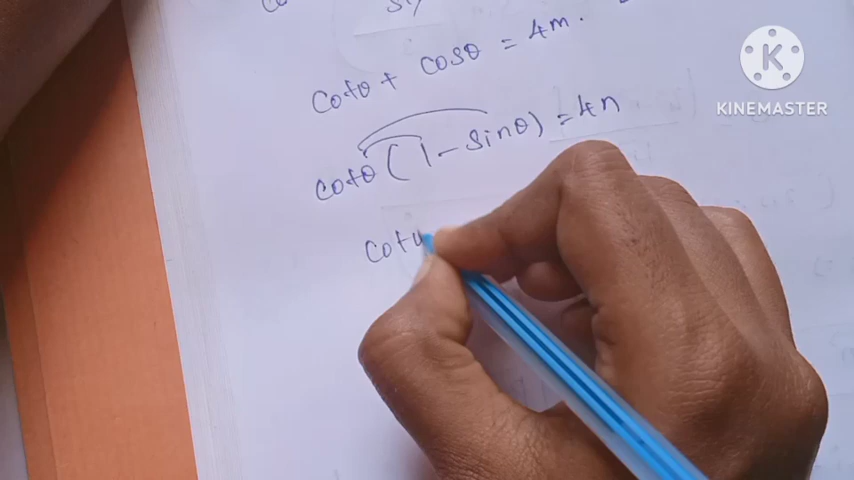 cotθ + cosθ = 4m.
cotθ (1 - sinθ) = 4n
cot
KINEMASTER